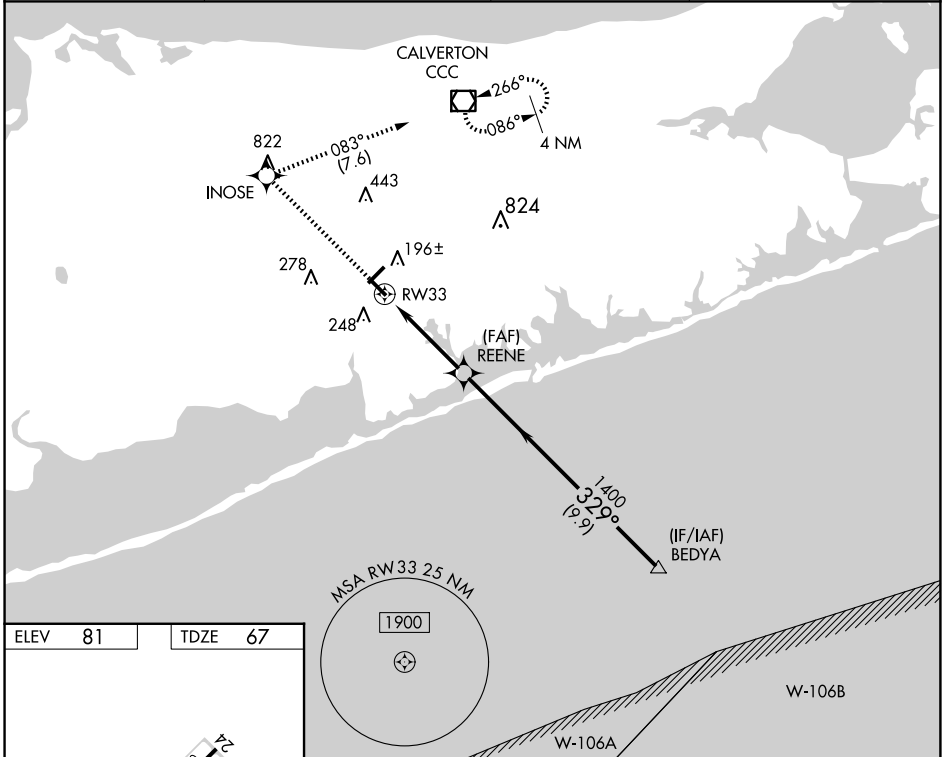 CALVERTON
CCC
266°
086°
4 NM
822
083°
(7.6)
INOSE
443
824
196±
278
RW33
248
(FAF)
REENE
1400
329°
(9.9)
(IF/IAF)
BEDYA
MSA RW33 25 NM
1900
ELEV 81
TDZE 67
W-106B
W-106A
24